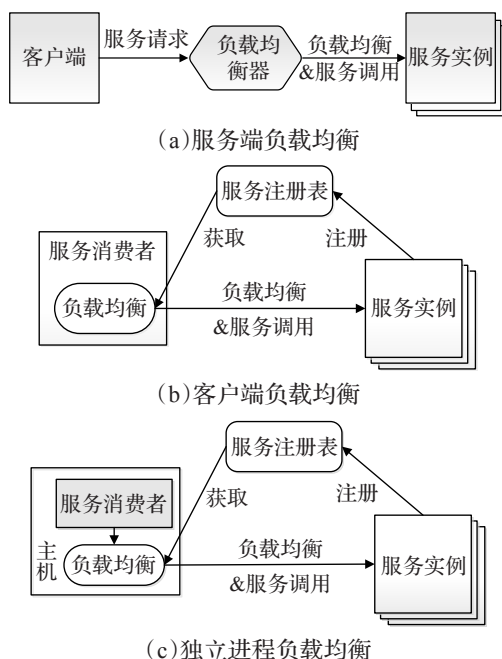 客户端
服务请求
负载均
衡器
负载均衡
&服务调用
服务实例
(a)服务端负载均衡
服务注册表
获取
注册
服务消费者
负载均衡
负载均衡
&服务调用
服务实例
(b)客户端负载均衡
服务注册表
获取
注册
服务消费者
主
机
负载均衡
负载均衡
&服务调用
服务实例
(c)独立进程负载均衡